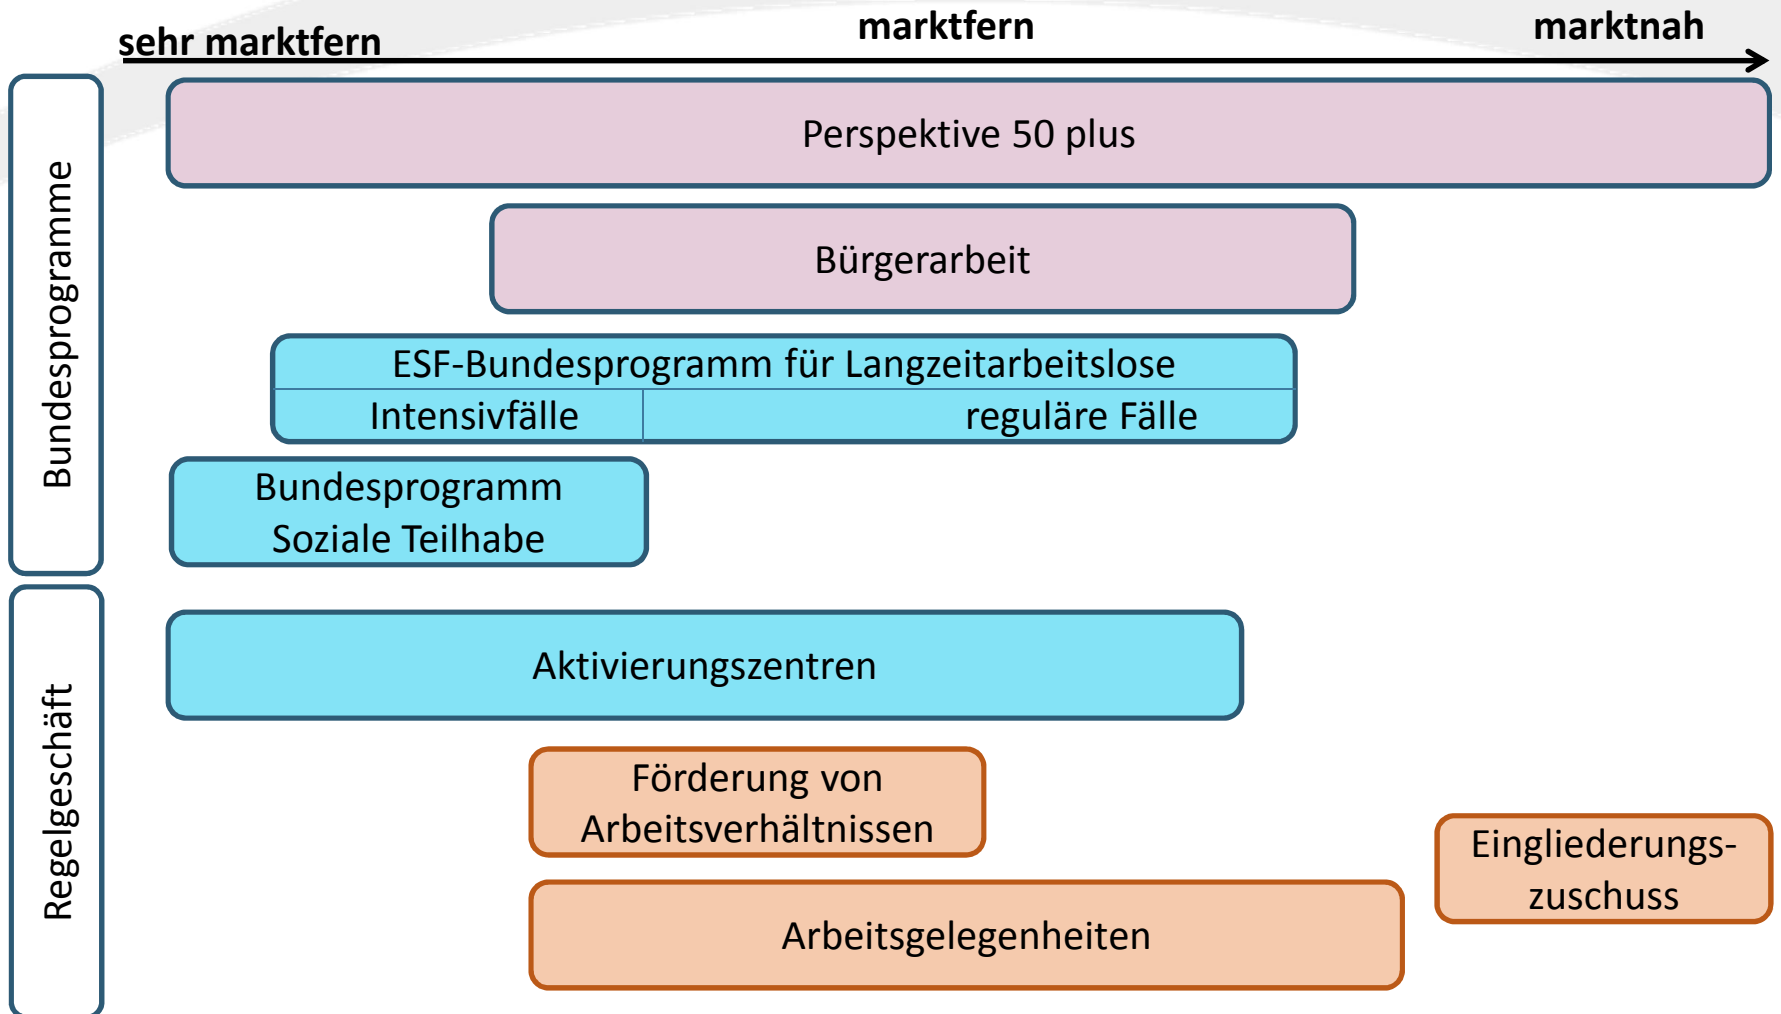 sehr marktfern
marktfern
marktnah
Bundesprogramme
Perspektive 50 plus
Bürgerarbeit
ESF-Bundesprogramm für Langzeitarbeitslose
Intensivfälle
reguläre Fälle
Bundesprogramm
Soziale Teilhabe
Regelgeschäft
Aktivierungszentren
Förderung von
Arbeitsverhältnissen
Eingliederungs-
zuschuss
Arbeitsgelegenheiten